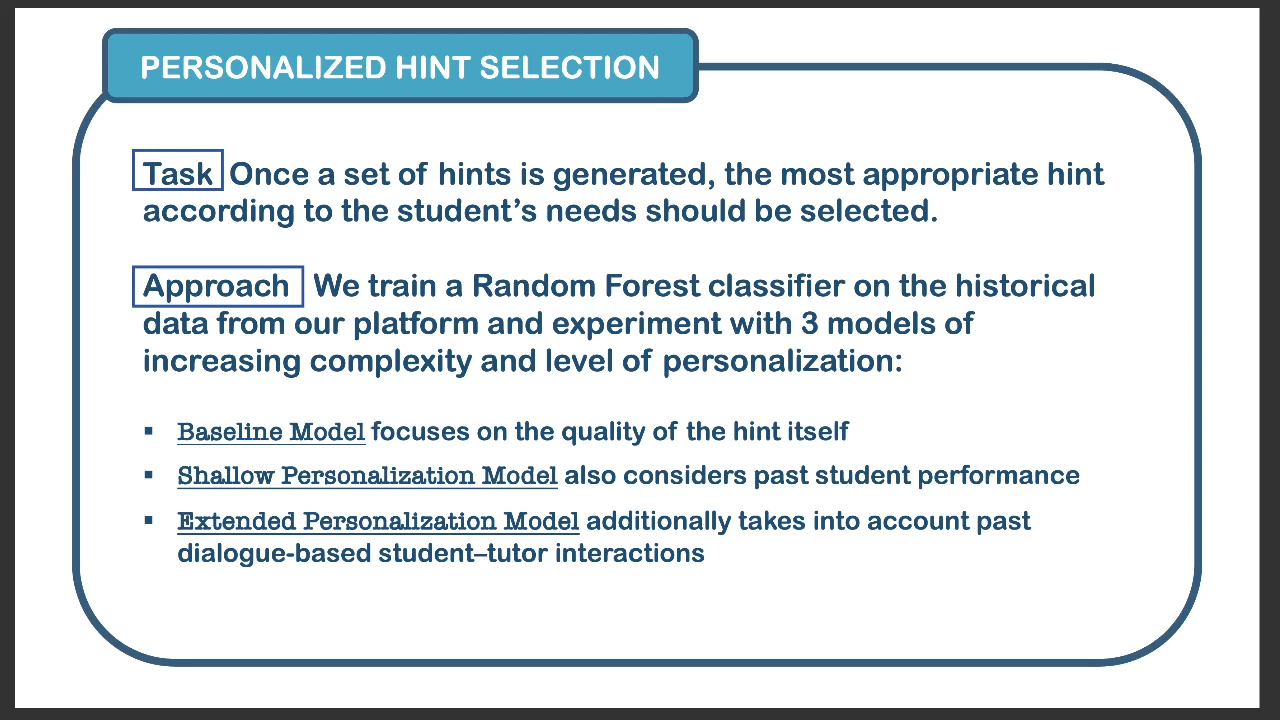 PERSONALIZED HINT SELECTION
Task Once a set of hints is generated, the most appropriate hint
according to the student’s needs should be selected.
Approach We train a Random Forest classifier on the historical
data from our platform and experiment with 3 models of
increasing complexity and level of personalization:
▪ Baseline Model focuses on the quality of the hint itself
▪ Shallow Personalization Model also considers past student performance
▪ Extended Personalization Model additionally takes into account past
dialogue-based student–tutor interactions